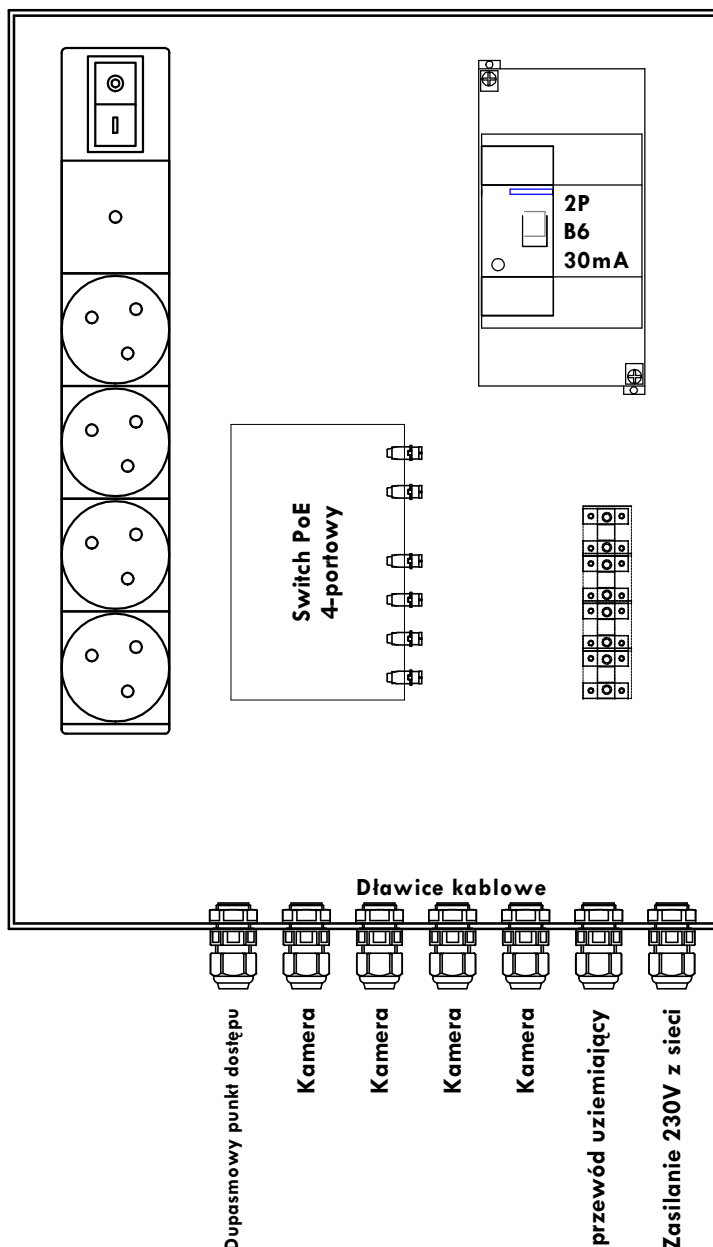 2P
B6
30mA
Switch PoE
4-portowy
Dławice kablowe
Dupasmowy punkt dostępu
Kamera
Kamera
Kamera
Kamera
przewód uziemiający
Zasilanie 230V z sieci